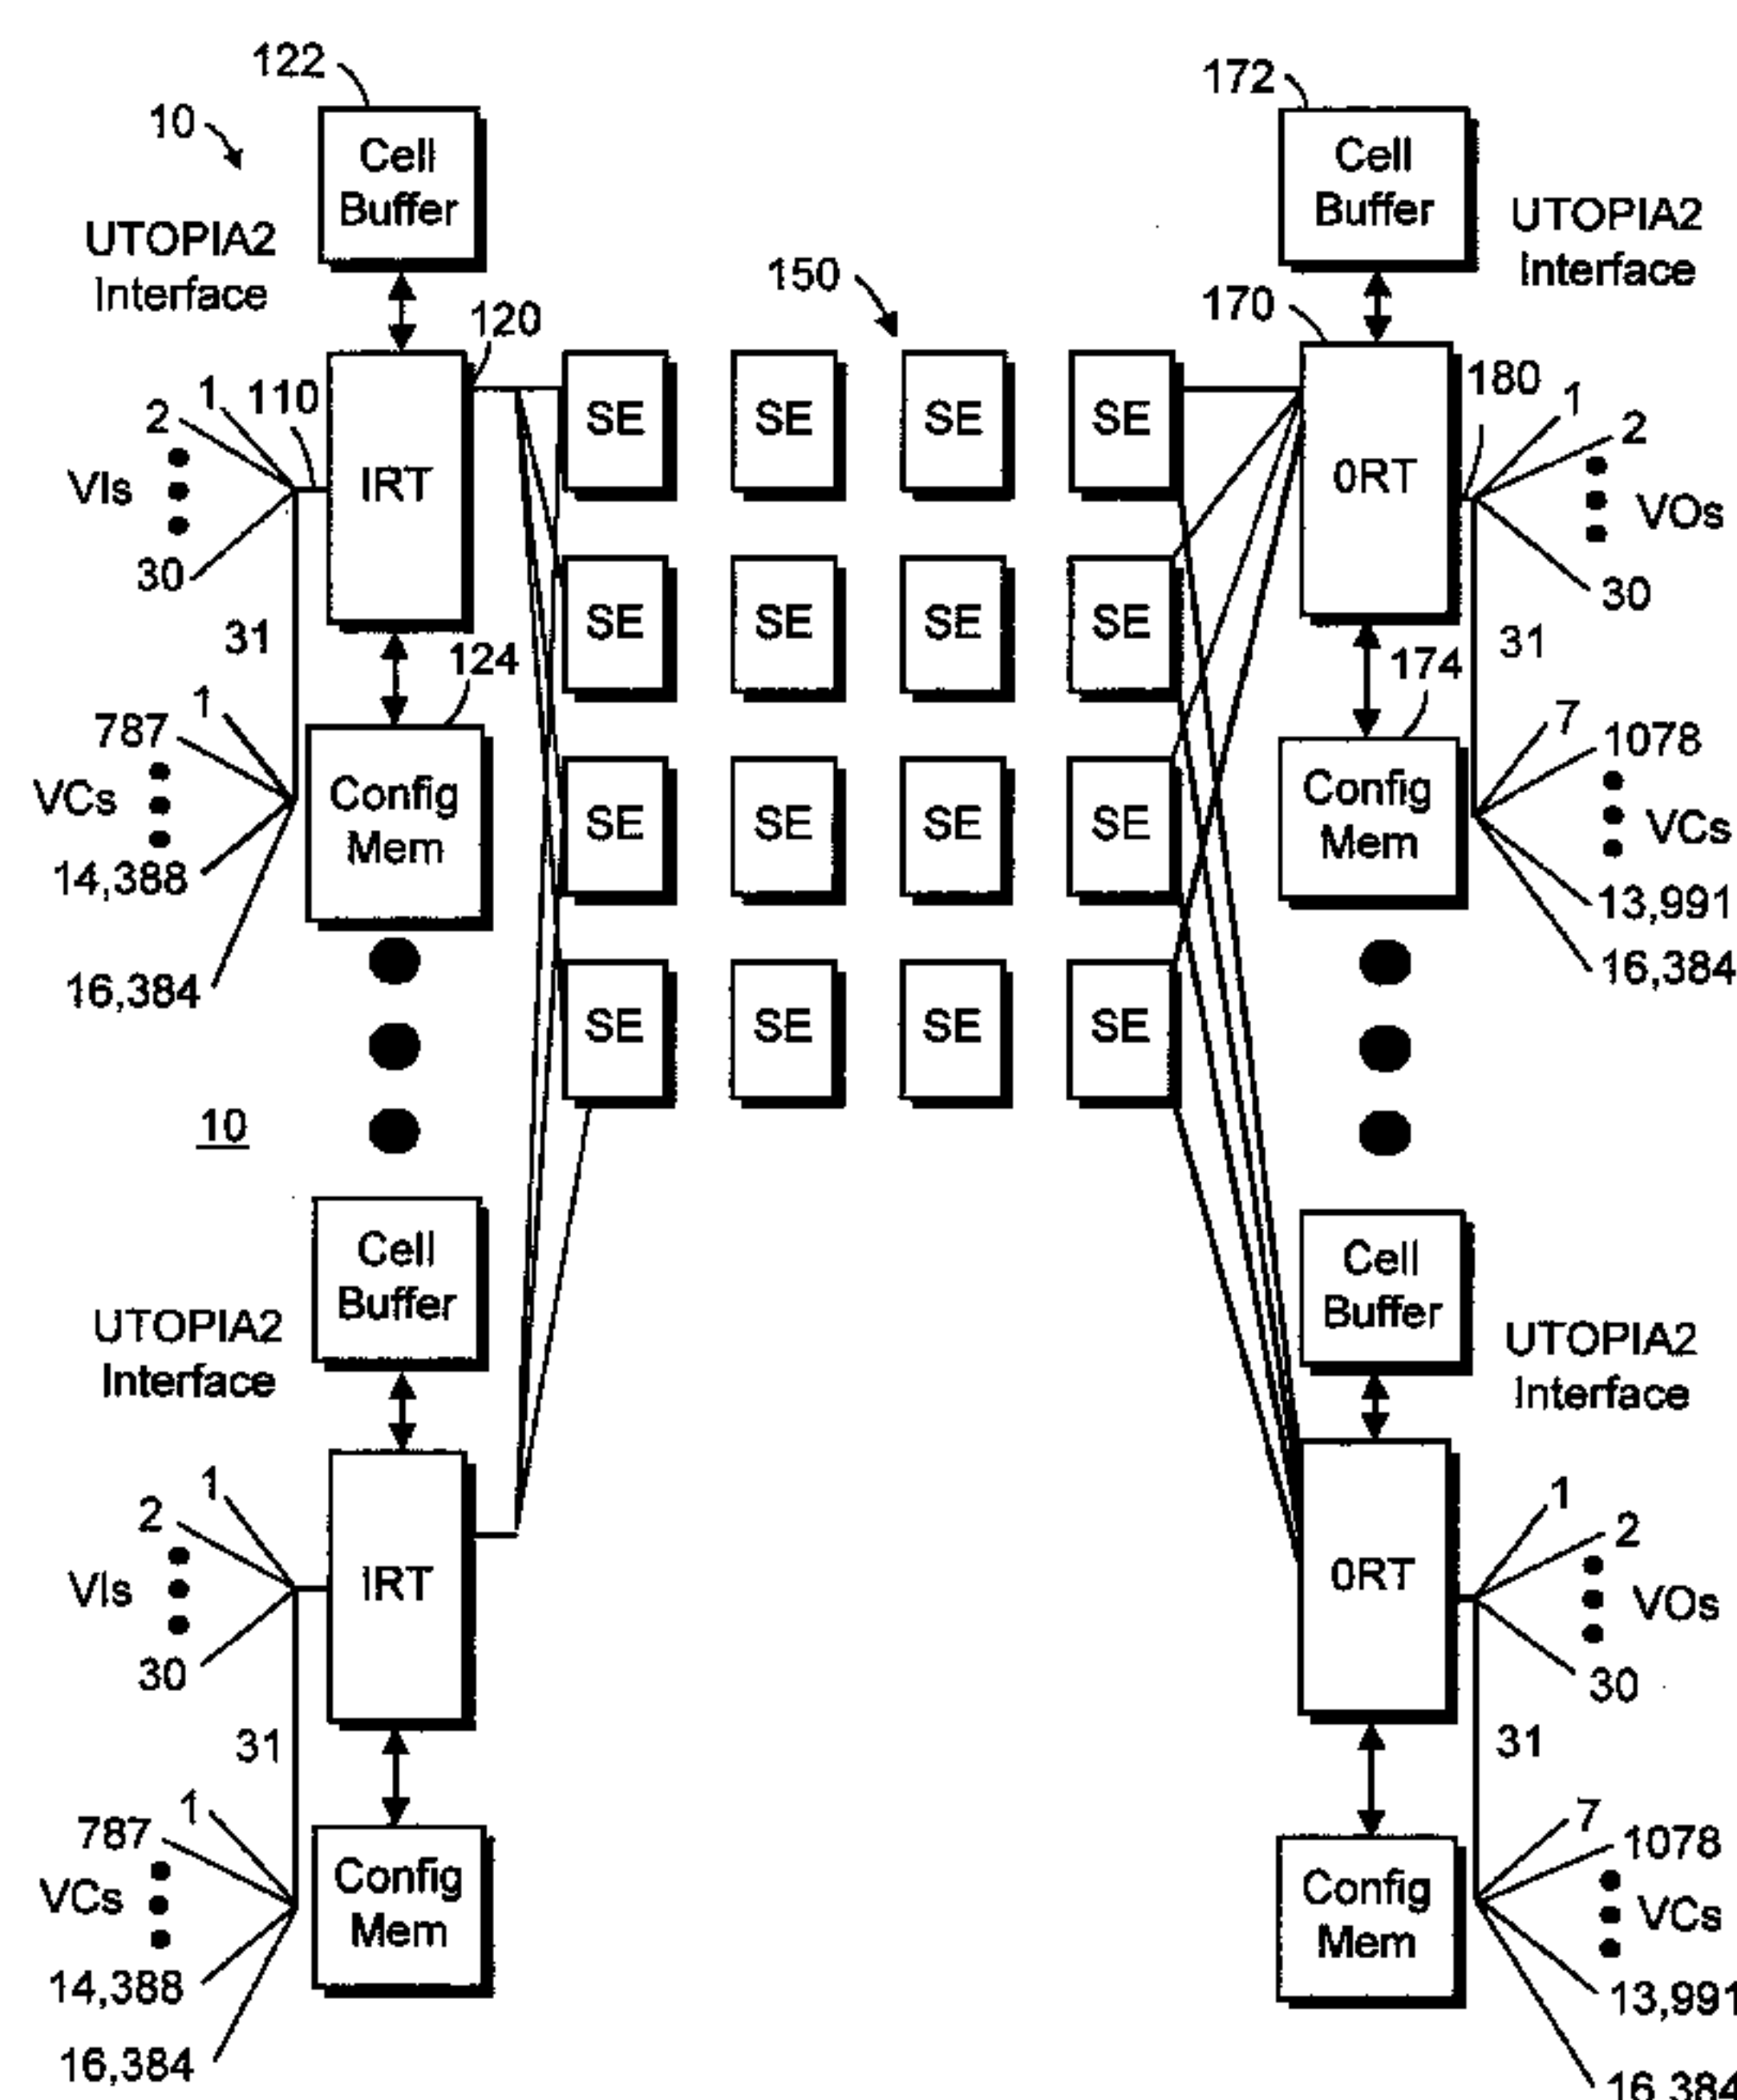 122
172
10
Cell
Buffer
Cell
Buffer
UTOPIA2
Interface
UTOPIA2
Interface
150
120
170
180
1
2
110
VIs
30
IRT
SE
SE
SE
SE
0RT
1
2
VOs
30
31
124
SE
SE
SE
SE
31
174
1
787
VCs
14,388
16,384
Config
Mem
SE
SE
SE
SE
Config
Mem
7
1078
VCs
13,991
16,384
SE
SE
SE
SE
10
Cell
Buffer
Cell
Buffer
UTOPIA2
Interface
UTOPIA2
Interface
1
2
VIs
30
IRT
0RT
1
2
VOs
30
31
31
1
787
VCs
14,388
16,384
Config
Mem
Config
Mem
7
1078
VCs
13,991
16,384